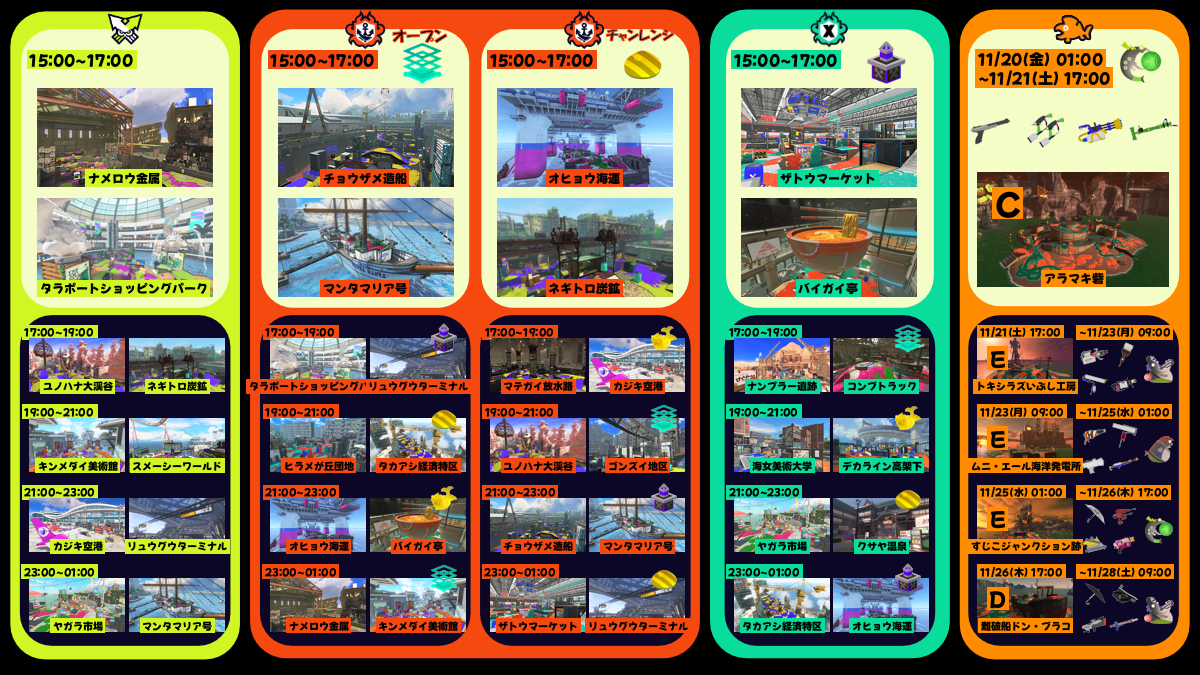 15:00~17:00
ナメロウ金属
タラポートショッピングパーク
17:00~19:00
ユノハナ大渓谷
ネギトロ炭鉱
19:00~21:00
キンメダイ美術館
スメーシーワールド
21:00~23:00
カジキ空港
リュウグウターミナル
23:00~01:00
ヤガラ市場
マンタマリア号
オープン
15:00~17:00
チョウザメ造船
マンタマリア号
17:00~19:00
タラポートショッピングパ
リュウグウターミナル
19:00~21:00
ヒラメが丘団地
タカアシ経済特区
21:00~23:00
オヒョウ海運
バイガイ亭
23:00~01:00
ナメロウ金属
キンメダイ美術館
チャンレンジ
15:00~17:00
オヒョウ海運
ネギトロ炭鉱
17:00~19:00
マテガイ放水路
カジキ空港
19:00~21:00
ユノハナ大渓谷
ゴンズイ地区
21:00~23:00
チョウザメ造船
マンタマリア号
23:00~01:00
ザトウマーケット
リュウグウターミナル
X
15:00~17:00
ザトウマーケット
バイガイ亭
17:00~19:00
ナンプラー遺跡
コンブトラック
19:00~21:00
海女美術大学
デカライン高架下
21:00~23:00
ヤガラ市場
クサヤ温泉
23:00~01:00
タカアシ経済特区
オヒョウ海運
11/20(金) 01:00
~11/21(土) 17:00
C
アラマキ砦
11/21(土) 17:00
~11/23(月) 09:00
E
トキシラズいぶし工房
11/23(月) 09:00
~11/25(水) 01:00
E
ムニ・エール海洋発電所
11/25(水) 01:00
~11/26(木) 17:00
E
すじこジャンクション跡
11/26(木) 17:00
~11/28(土) 09:00
D
難破船ドン・ブラコ